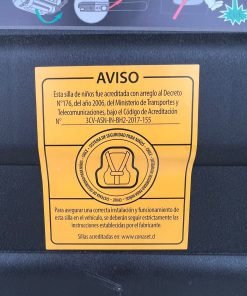 AVISO
Esta silla de niños fue acreditada con arreglo al Decreto
N°176, del año 2006, del Ministerio de Transportes y
Telecomunicaciones, bajo el Código de Acreditación
N° 3CV-ASN-IN-BH2-2017-155
Para asegurar una correcta instalación y funcionamiento de
esta silla en el vehículo, se deberán seguir estrictamente las
instrucciones establecidas por el fabricante.
Sillas acreditadas en: www.conaset.cl